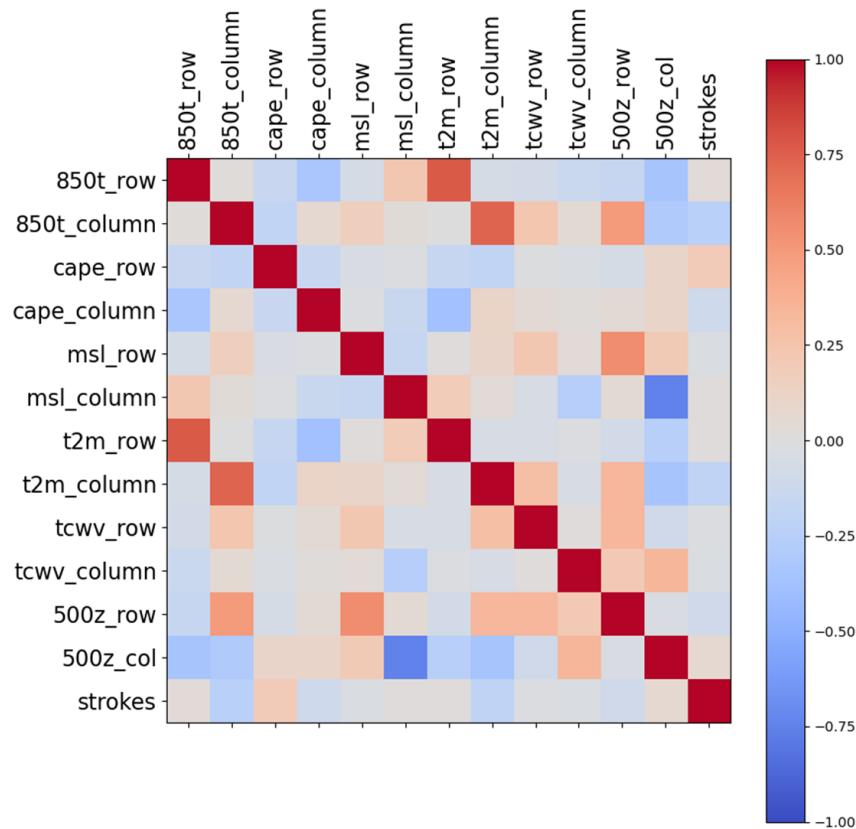 850t_row
850t_column
cape_row
cape_column
msl_row
msl_column
t2m_row
t2m_column
tcwv_row
tcwv_column
500z_row
500z_col
strokes
850t_row
850t_column
cape_row
cape_column
msl_row
msl_column
t2m_row
t2m_column
tcwv_row
tcwv_column
500z_row
500z_col
strokes
1.00
0.75
0.50
0.25
0.00
−0.25
−0.50
−0.75
−1.00